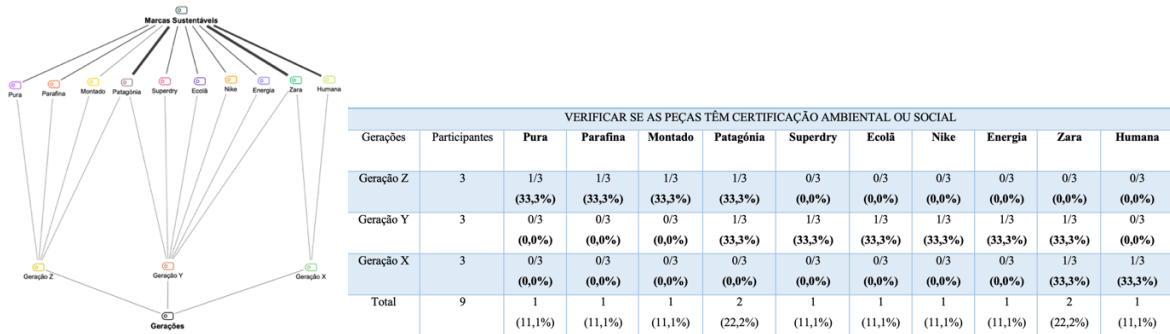 Marcas Sustentáveis
Pura
Parafina
Montado
Patagónia
Superdry
Ecolã
Nike
Energia
Zara
Humana
Geração Z
Geração Y
Geração X
Gerações
VERIFICAR SE AS PEÇAS TÊM CERTIFICAÇÃO AMBIENTAL OU SOCIAL
Gerações Participantes Pura Parafina Montado Patagónia Superdry Ecolã Nike Energia Zara Humana
Geração Z 3 1/3 1/3 1/3 1/3 0/3 0/3 0/3 0/3 0/3 0/3
(33,3%) (33,3%) (33,3%) (33,3%) (0,0%) (0,0%) (0,0%) (0,0%) (0,0%) (0,0%)
Geração Y 3 0/3 0/3 0/3 1/3 1/3 1/3 1/3 1/3 1/3 0/3
(0,0%) (0,0%) (0,0%) (33,3%) (33,3%) (33,3%) (33,3%) (33,3%) (33,3%) (0,0%)
Geração X 3 0/3 0/3 0/3 0/3 0/3 0/3 0/3 0/3 1/3 1/3
(0,0%) (0,0%) (0,0%) (0,0%) (0,0%) (0,0%) (0,0%) (0,0%) (33,3%) (33,3%)
Total 9 1 1 1 2 1 1 1 1 2 1
(11,1%) (11,1%) (11,1%) (22,2%) (11,1%) (11,1%) (11,1%) (11,1%) (22,2%) (11,1%)